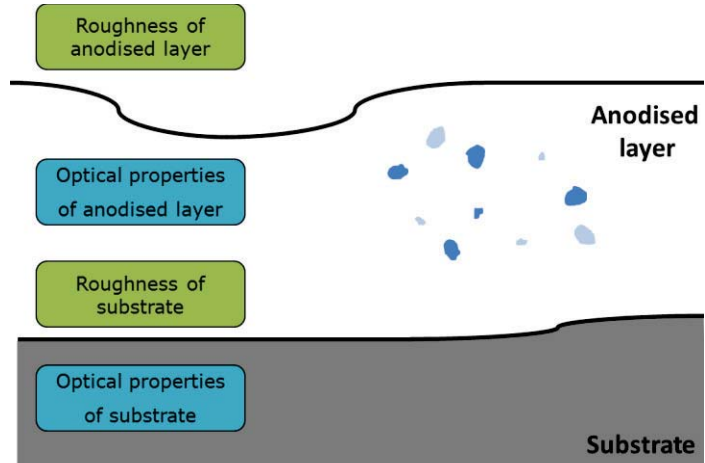 Roughness of
anodised layer
Anodised
layer
Optical properties
of anodised layer
Roughness of
substrate
Optical properties
of substrate
Substrate